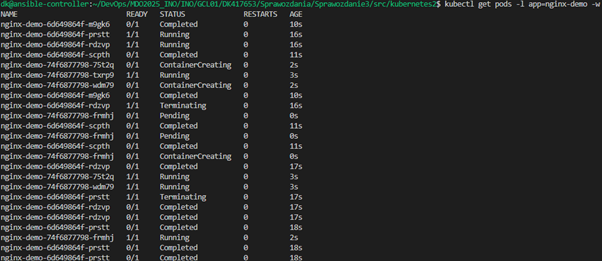 dk@ansible-controller:~/DevOps/MDO2025_INO/INO/GCL01/DK417653/Sprawozdania/Sprawozdanie3/src/kubernetes2$ kubectl get pods -l app=nginx-demo -w
NAME READY STATUS RESTARTS AGE
nginx-demo-6d649864f-m9gk6 0/1 Completed 0 10s
nginx-demo-6d649864f-prstt 1/1 Running 0 16s
nginx-demo-6d649864f-rdzvp 1/1 Running 0 16s
nginx-demo-6d649864f-scpth 0/1 Completed 0 11s
nginx-demo-74f6877798-75t2q 0/1 ContainerCreating 0 2s
nginx-demo-74f6877798-txrp9 1/1 Running 0 3s
nginx-demo-74f6877798-wdm79 0/1 ContainerCreating 0 2s
nginx-demo-6d649864f-m9gk6 0/1 Completed 0 10s
nginx-demo-6d649864f-rdzvp 1/1 Terminating 0 16s
nginx-demo-74f6877798-frmhj 0/1 Pending 0 0s
nginx-demo-6d649864f-scpth 0/1 Completed 0 11s
nginx-demo-74f6877798-frmhj 0/1 Pending 0 0s
nginx-demo-6d649864f-scpth 0/1 Completed 0 11s
nginx-demo-74f6877798-frmhj 0/1 ContainerCreating 0 0s
nginx-demo-6d649864f-rdzvp 0/1 Completed 0 17s
nginx-demo-74f6877798-75t2q 1/1 Running 0 3s
nginx-demo-74f6877798-wdm79 1/1 Running 0 3s
nginx-demo-6d649864f-prstt 1/1 Terminating 0 17s
nginx-demo-6d649864f-rdzvp 0/1 Completed 0 17s
nginx-demo-6d649864f-rdzvp 0/1 Completed 0 17s
nginx-demo-6d649864f-prstt 0/1 Completed 0 18s
nginx-demo-74f6877798-frmhj 1/1 Running 0 2s
nginx-demo-6d649864f-prstt 0/1 Completed 0 18s
nginx-demo-6d649864f-prstt 0/1 Completed 0 18s